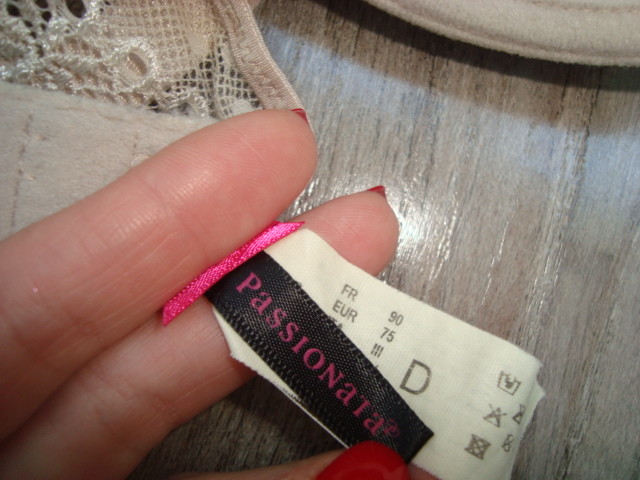 PASSIONATA®
FR 90
EUR 75
III
D